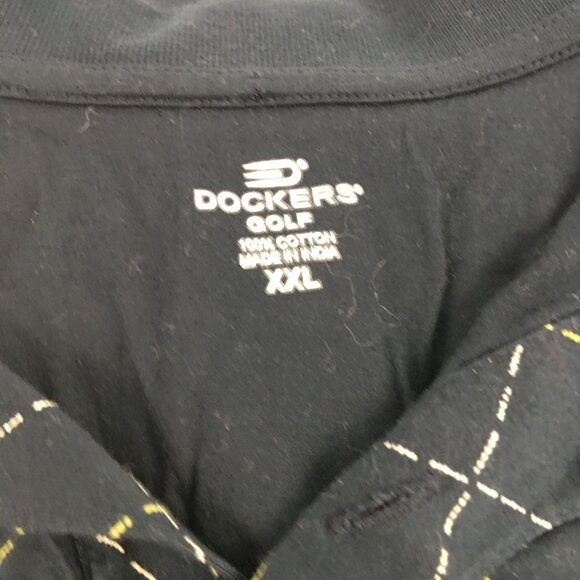 DOCKERS®
GOLF
100% COTTON
MADE IN INDIA
XXL